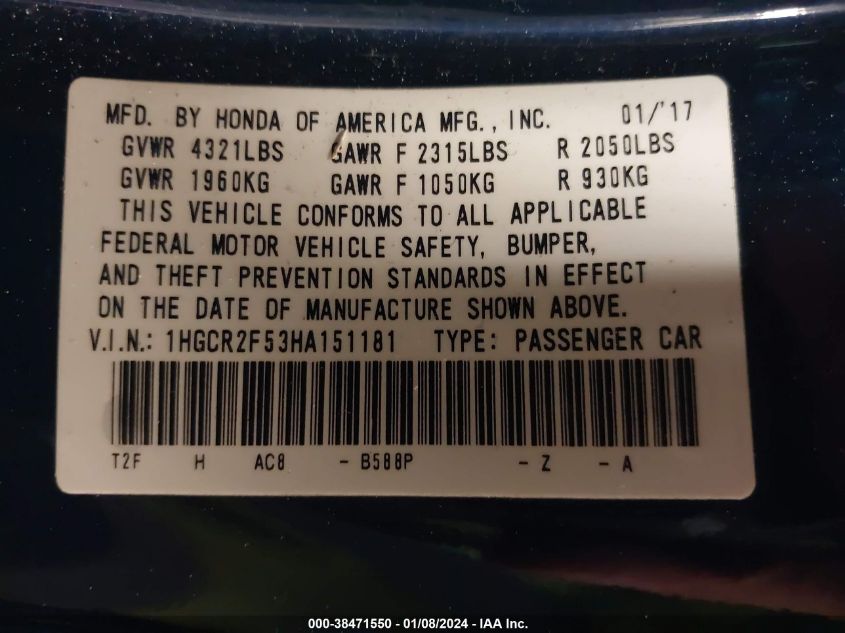 MFD. BY HONDA OF AMERICA MFG., INC. 01/'17
GVWR 4321LBS GAWR F 2315LBS R 2050LBS
GVWR 1960KG GAWR F 1050KG R 930KG
THIS VEHICLE CONFORMS TO ALL APPLICABLE
FEDERAL MOTOR VEHICLE SAFETY, BUMPER,
AND THEFT PREVENTION STANDARDS IN EFFECT
ON THE DATE OF MANUFACTURE SHOWN ABOVE.
V.I.N.: 1HGCR2F53HA151181 TYPE: PASSENGER CAR
T2F H AC8 - B588P - Z - A
000-38471550 - 01/08/2024 - IAA Inc.